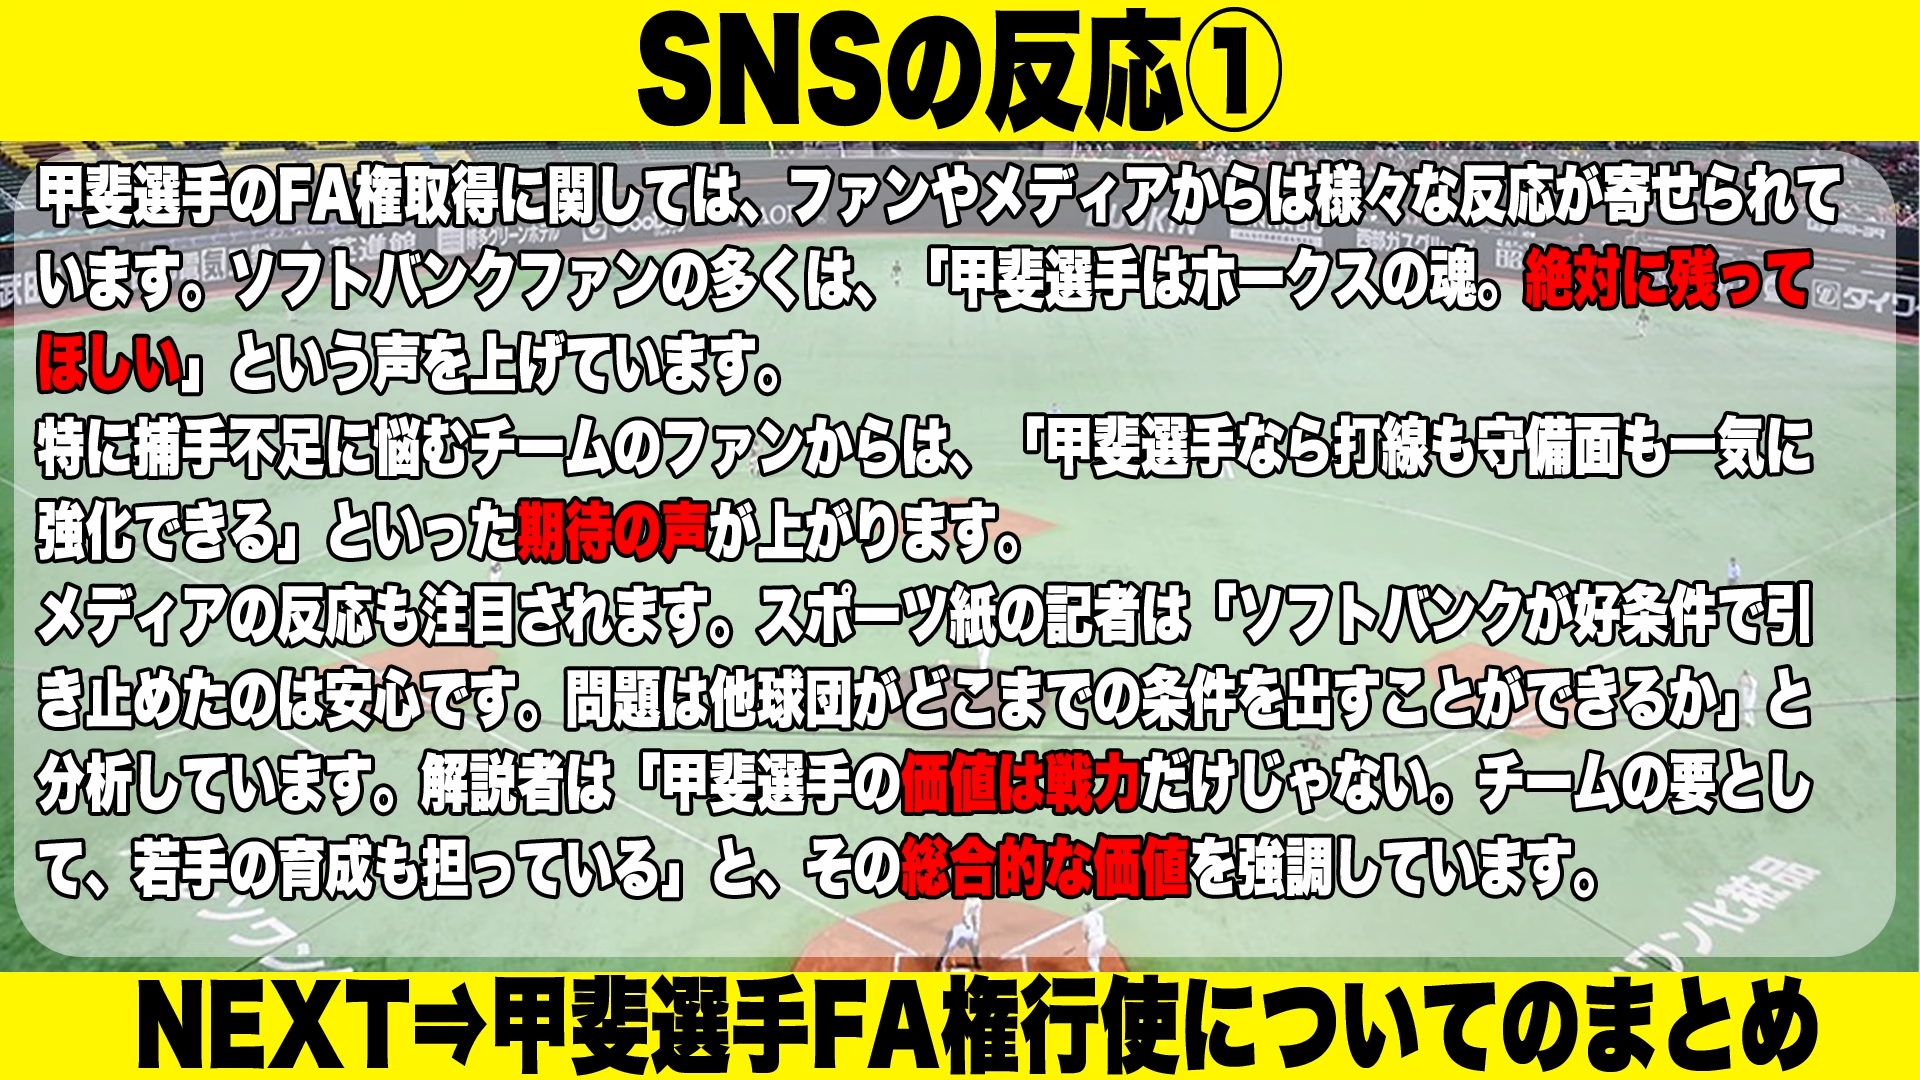 SNSの反応①
甲斐選手のFA権取得に関しては、ファンやメディアからは様々な反応が寄せられて
います。ソフトバンクファンの多くは、「甲斐選手はホークスの魂。絶対に残って
ほしい」という声を上げています。
特に捕手不足に悩むチームのファンからは、「甲斐選手なら打線も守備面も一気に
強化できる」といった期待の声が上がります。
メディアの反応も注目されます。スポーツ紙の記者は「ソフトバンクが好条件で引
き止めたのは安心です。問題は他球団がどこまでの条件を出すことができるか」と
分析しています。解説者は「甲斐選手の価値は戦力だけじゃない。チームの要とし
て、若手の育成も担っている」と、その総合的な価値を強調しています。
NEXT⇒甲斐選手FA権行使についてのまとめ